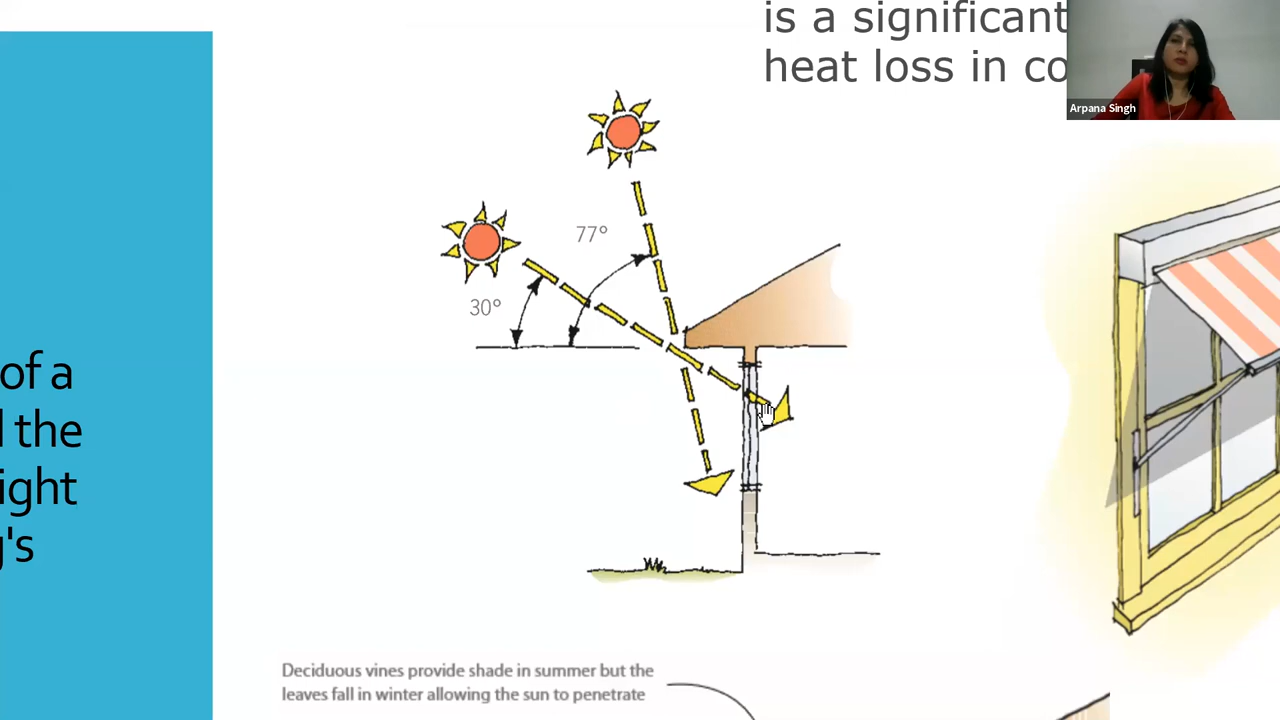 is a significant
heat loss in co
Arpana Singh
77°
30°
of a
the
ight
g's
Deciduous vines provide shade in summer but the
leaves fall in winter allowing the sun to penetrate